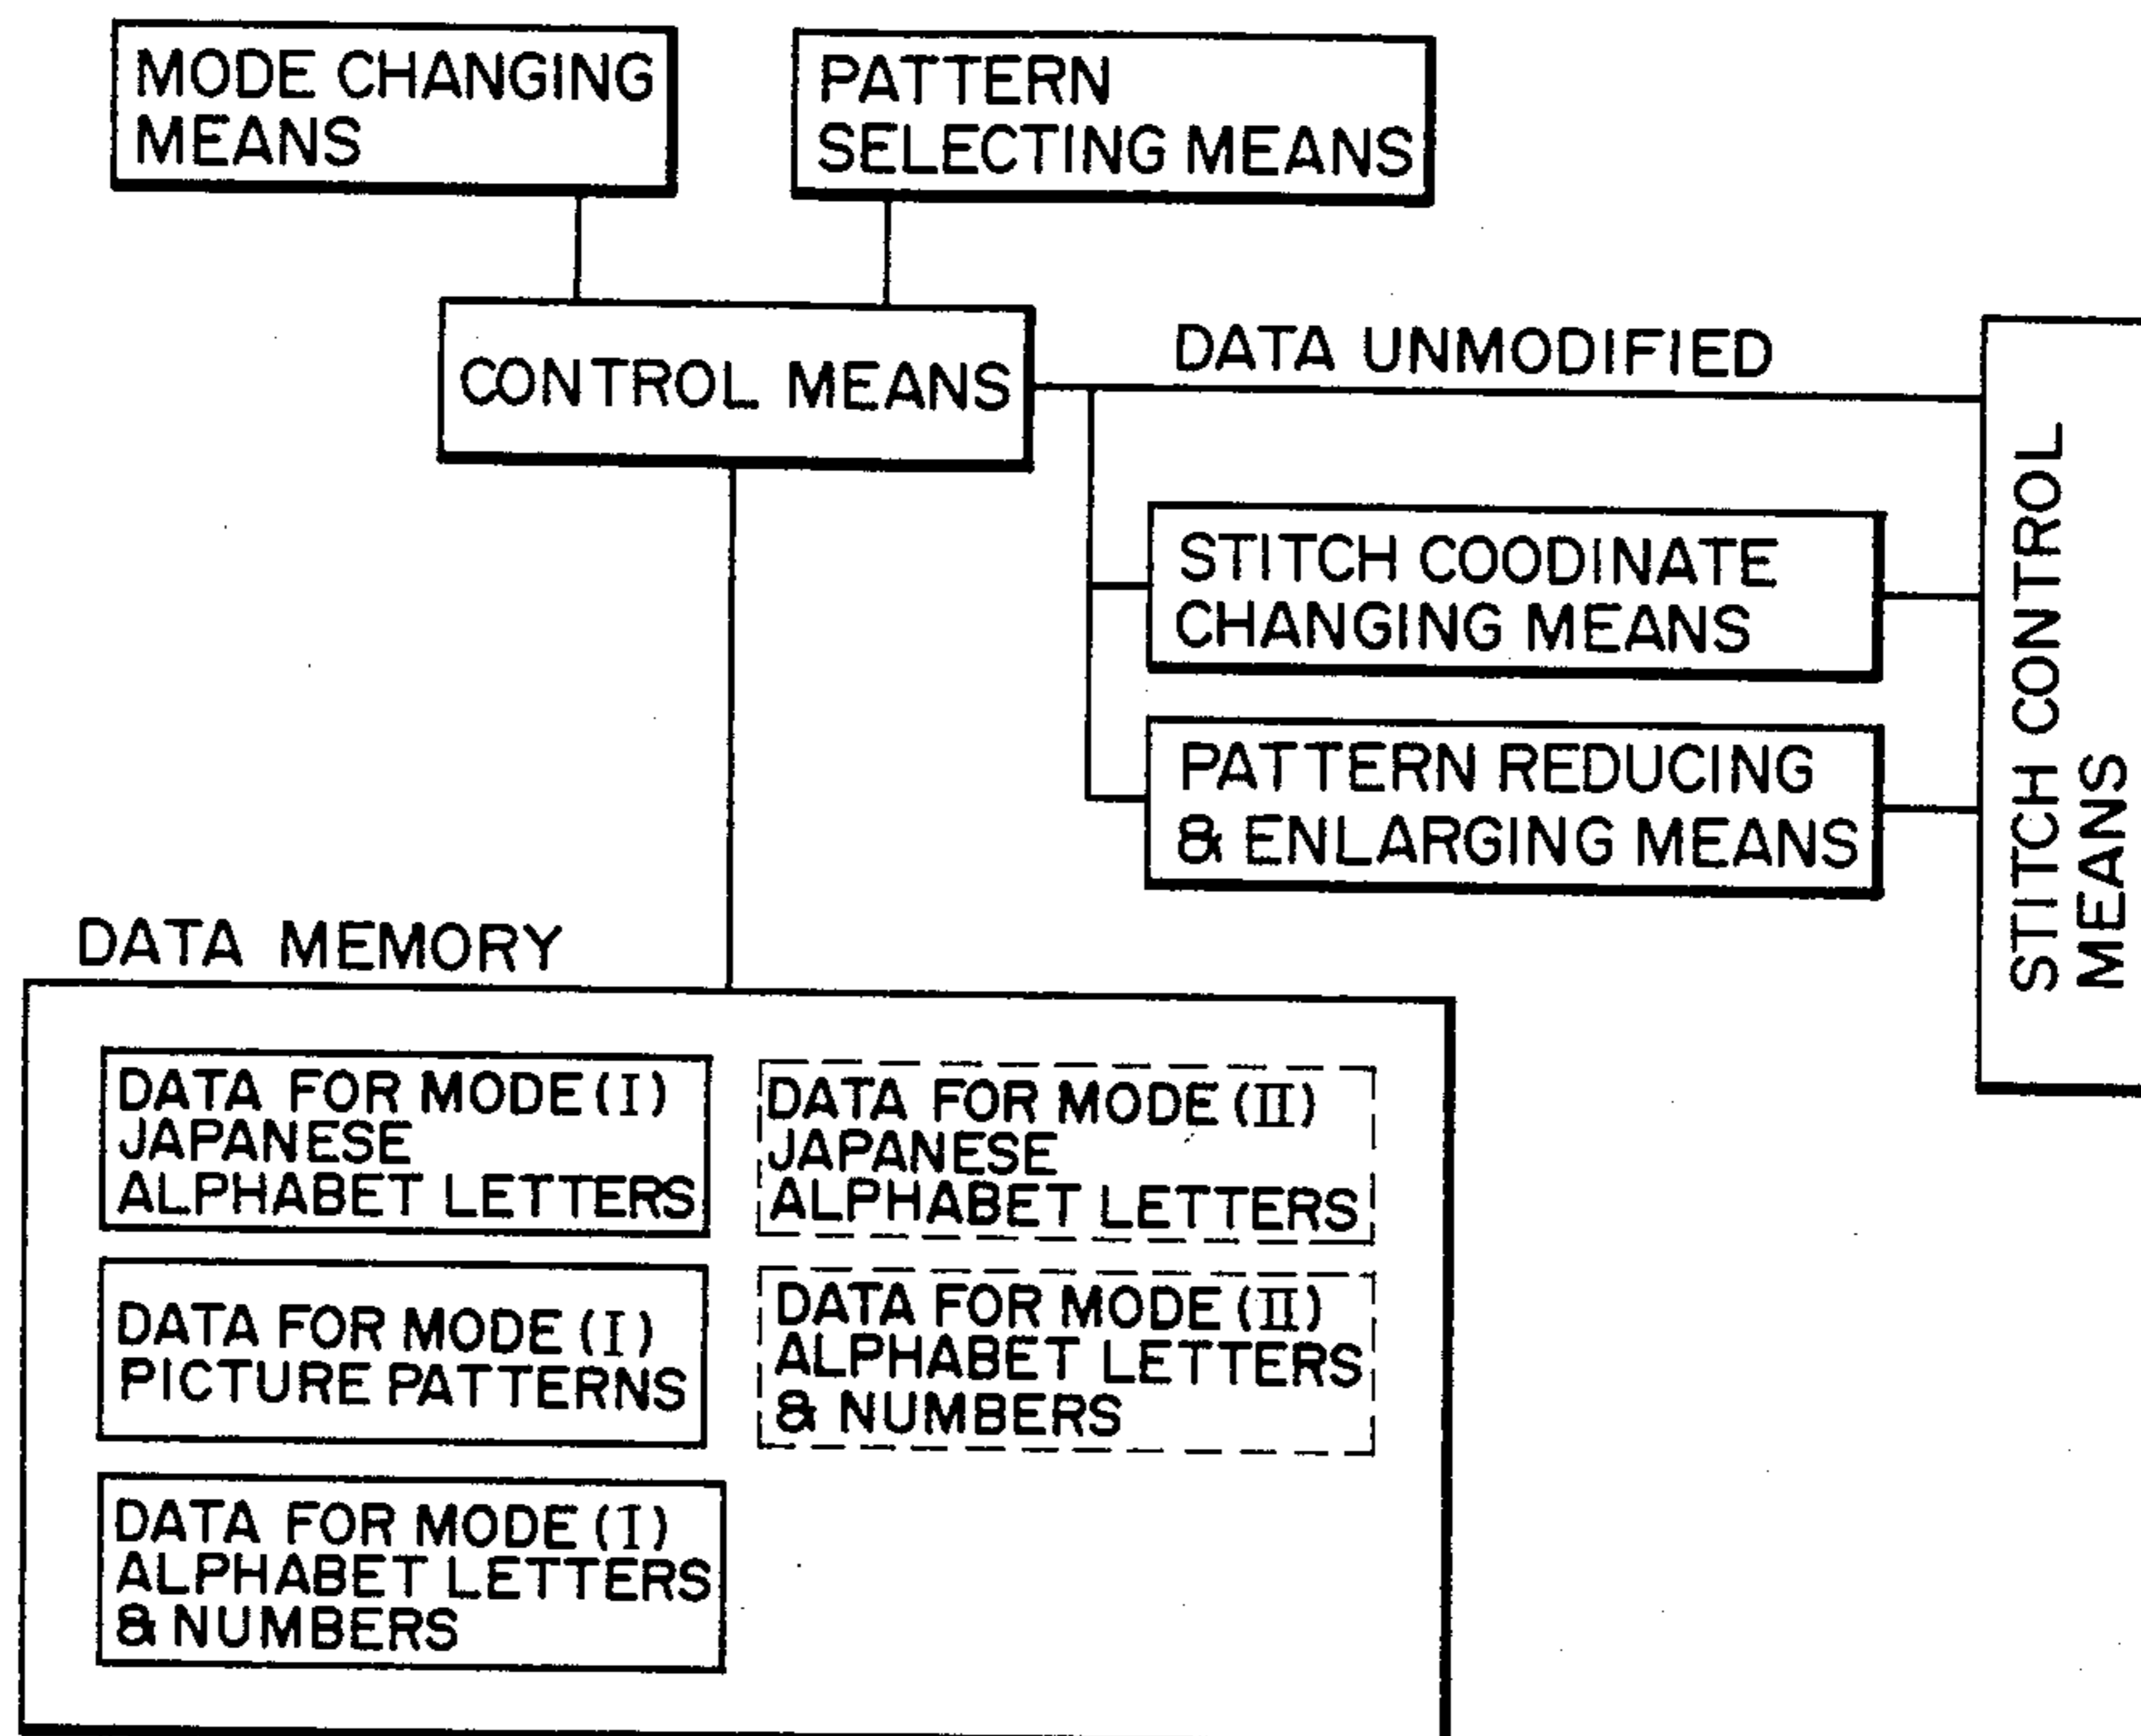 MODE CHANGING
MEANS
PATTERN
SELECTING MEANS
CONTROL MEANS
DATA UNMODIFIED
STITCH COODINATE
CHANGING MEANS
PATTERN REDUCING
& ENLARGING MEANS
STITCH CONTROL
MEANS
DATA MEMORY
DATA FOR MODE (I)
JAPANESE
ALPHABET LETTERS
DATA FOR MODE (II)
JAPANESE
ALPHABET LETTERS
DATA FOR MODE (I)
PICTURE PATTERNS
DATA FOR MODE (II)
ALPHABET LETTERS
& NUMBERS
DATA FOR MODE (I)
ALPHABET LETTERS
& NUMBERS